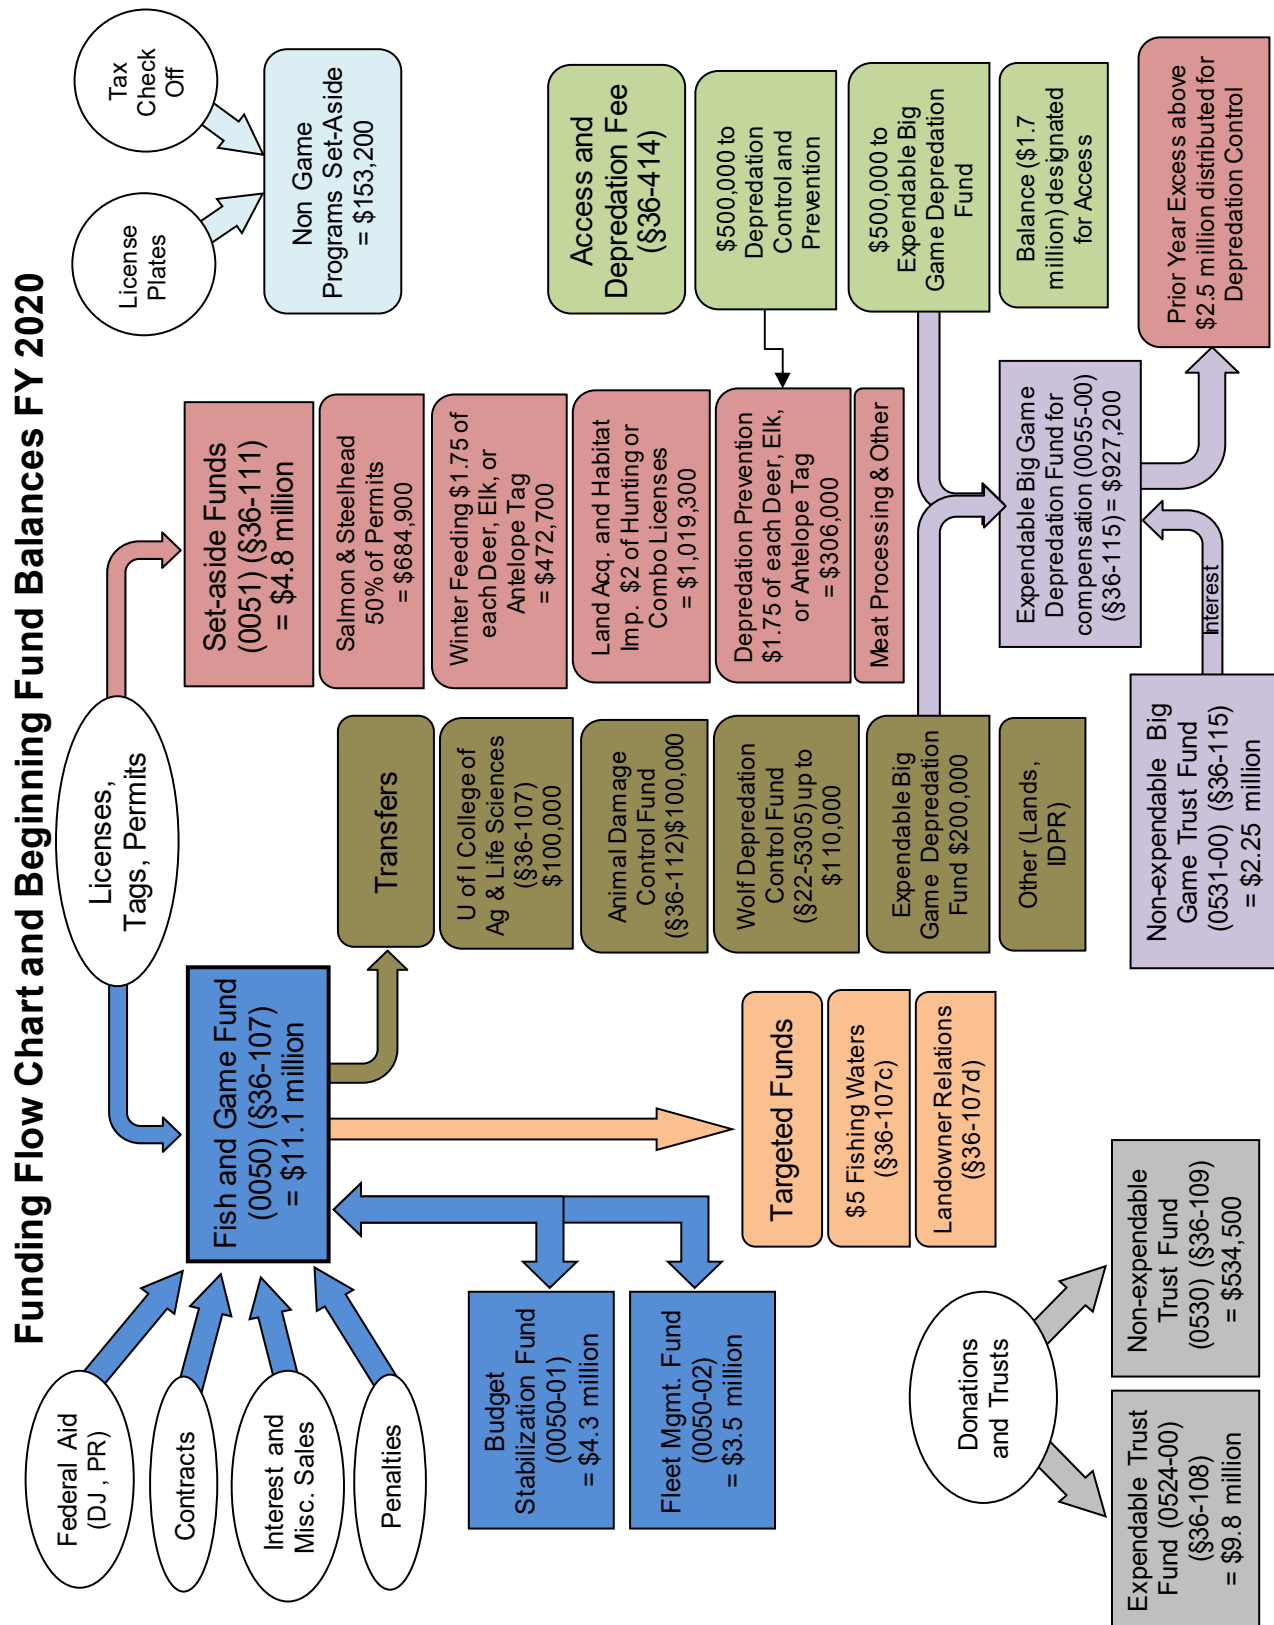 Funding Flow Chart and Beginning Fund Balances FY 2020
Federal Aid
(DJ , PR)
Contracts
Interest and
Misc. Sales
Penalties
Fish and Game Fund
(0050) (§36-107)
= $11.1 million
Licenses,
Tags, Permits
Set-aside Funds
(0051) (§36-111)
= $4.8 million
Salmon & Steelhead
50% of Permits
= $684,900
Winter Feeding $1.75 of
each Deer, Elk, or
Antelope Tag
= $472,700
Land Acq. and Habitat
Imp. $2 of Hunting or
Combo Licenses
= $1,019,300
Depredation Prevention
$1.75 of each Deer, Elk,
or Antelope Tag
= $306,000
Meat Processing & Other
License
Plates
Tax
Check
Off
Non Game
Programs Set-Aside
= $153,200
Access and
Depredation Fee
(§36-414)
$500,000 to
Depredation
Control and
Prevention
$500,000 to
Expendable Big
Game Depredation
Fund
Balance ($1.7
million) designated
for Access
Transfers
U of I College of
Ag & Life Sciences
(§36-107)
$100,000
Animal Damage
Control Fund
(§36-112)$100,000
Wolf Depredation
Control Fund
(§22-5305) up to
$110,000
Expendable Big
Game Depredation
Fund $200,000
Other (Lands,
IDPR)
Budget
Stabilization Fund
(0050-01)
= $4.3 million
Fleet Mgmt. Fund
(0050-02)
= $3.5 million
Targeted Funds
$5 Fishing Waters
(§36-107c)
Landowner Relations
(§36-107d)
Donations
and Trusts
Expendable Trust
Fund (0524-00)
(§36-108)
= $9.8 million
Non-expendable
Trust Fund
(0530) (§36-109)
= $534,500
Non-expendable Big
Game Trust Fund
(0531-00) (§36-115)
= $2.25 million
Interest
Expendable Big Game
Depredation Fund for
compensation (0055-00)
(§36-115) = $927,200
Prior Year Excess above
$2.5 million distributed for
Depredation Control